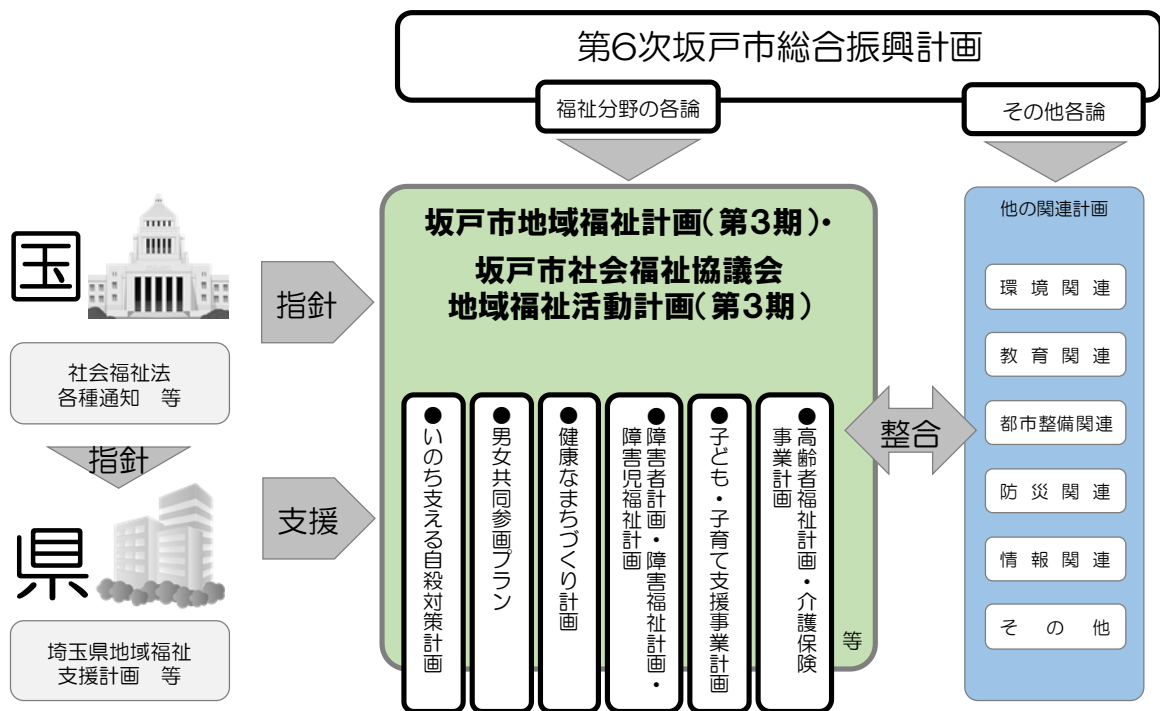 第6次坂戸市総合振興計画
福祉分野の各論
その他各論
国
社会福祉法
各種通知　等
指針
県
埼玉県地域福祉
支援計画　等
指針
支援
坂戸市地域福祉計画(第3期)・
坂戸市社会福祉協議会
地域福祉活動計画(第3期)
●高齢者福祉計画・介護保険
事業計画
●子ども・子育て支援事業計画
●障害者計画・障害福祉計画・
障害児福祉計画
●健康なまちづくり計画
●男女共同参画プラン
●いのち支える自殺対策計画
等
整合
他の関連計画
環境関連
教育関連
都市整備関連
防災関連
情報関連
その他